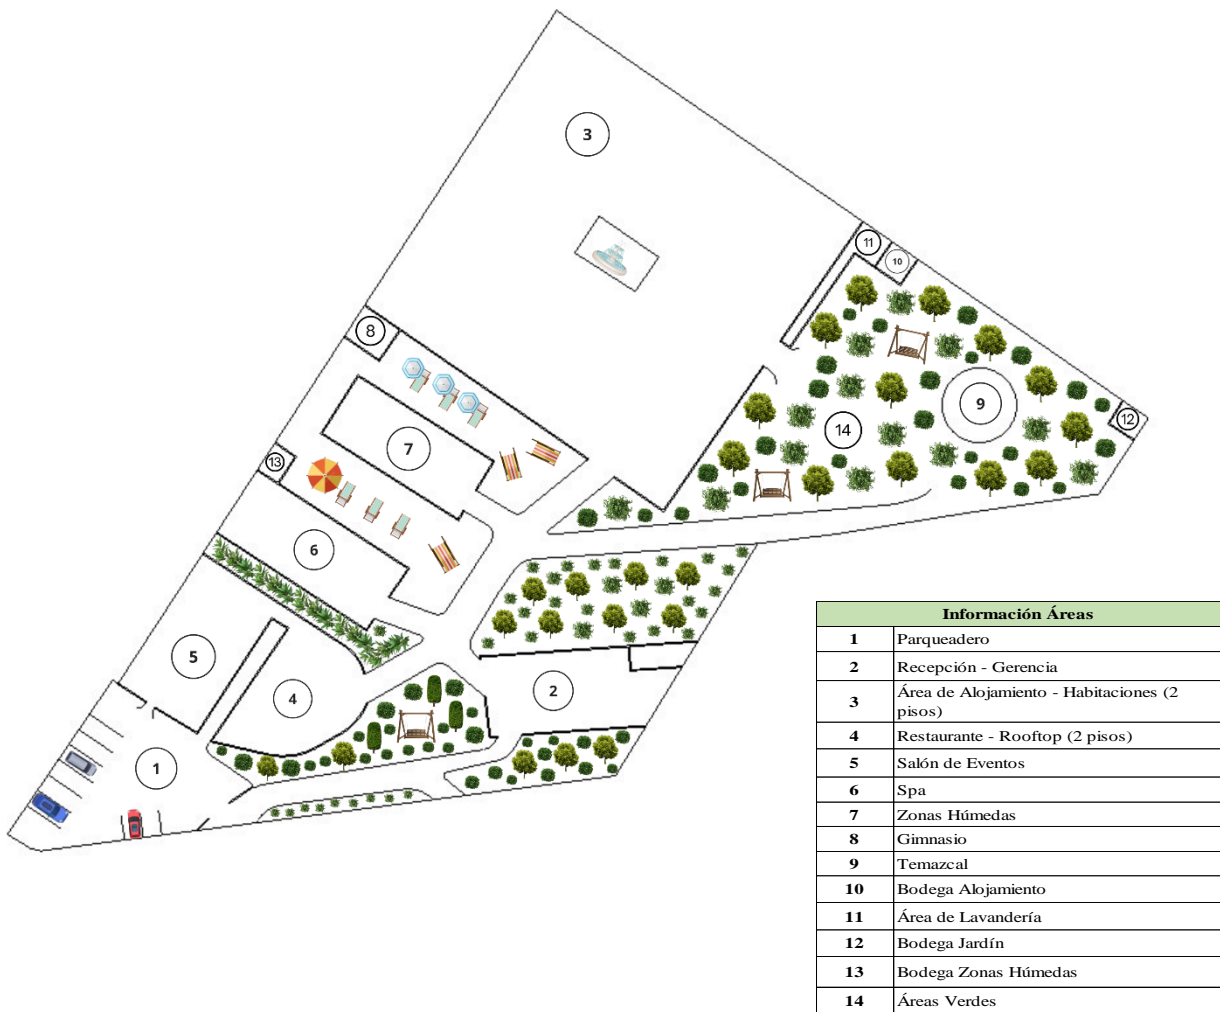 3
11
10
8
9
12
14
7
13
6
5
2
4
1
Información Áreas
1 Parqueadero
2 Recepción - Gerencia
3 Área de Alojamiento - Habitaciones (2
pisos)
4 Restaurante - Rooftop (2 pisos)
5 Salón de Eventos
6 Spa
7 Zonas Húmedas
8 Gimnasio
9 Temazcal
10 Bodega Alojamiento
11 Área de Lavandería
12 Bodega Jardín
13 Bodega Zonas Húmedas
14 Áreas Verdes